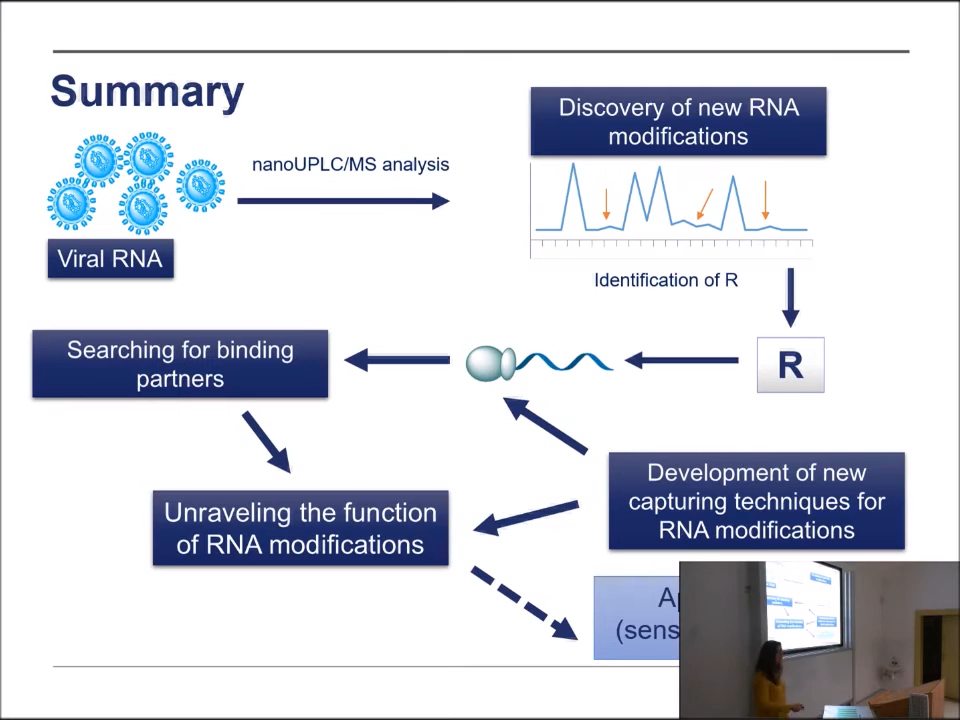 Summary
Discovery of new RNA
modifications
nanoUPLC/MS analysis
Viral RNA
Identification of R
Searching for binding
partners
R
Development of new
capturing techniques for
RNA modifications
Unraveling the function
of RNA modifications